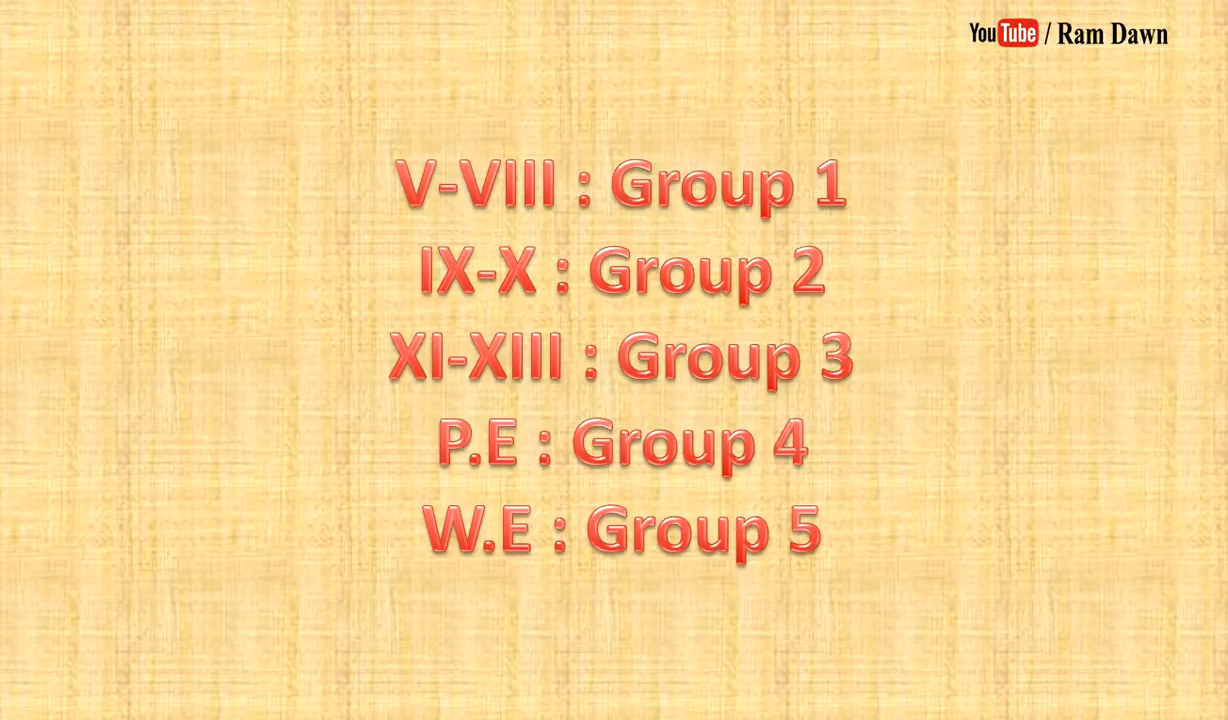 YouTube / Ram Dawn
V-VIII : Group 1
IX-X : Group 2
XI-XIII : Group 3
P.E : Group 4
W.E : Group 5